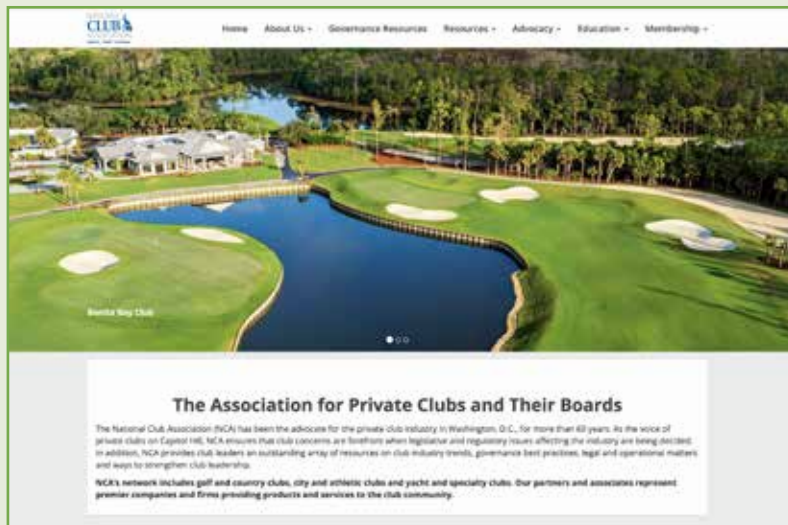 NATIONAL
CLUB
ASSOCIATION
Home About Us Governance Resources Resources Advocacy Education Membership
Bonita Bay Club
The Association for Private Clubs and Their Boards
The National Club Association (NCA) has been the advocate for the private club industry in Washington, D.C., for more than 60 years. As the voice of
private clubs on Capitol Hill, NCA ensures that club concerns are forefront when legislative and regulatory issues affecting the industry are being decided.
In addition, NCA provides club leaders an outstanding array of resources on club industry trends, governance best practices, legal and operational matters
and ways to strengthen club leadership.
NCA's network includes golf and country clubs, city and athletic clubs and yacht and specialty clubs. Our partners and associates represent
premier companies and firms providing products and services to the club community.